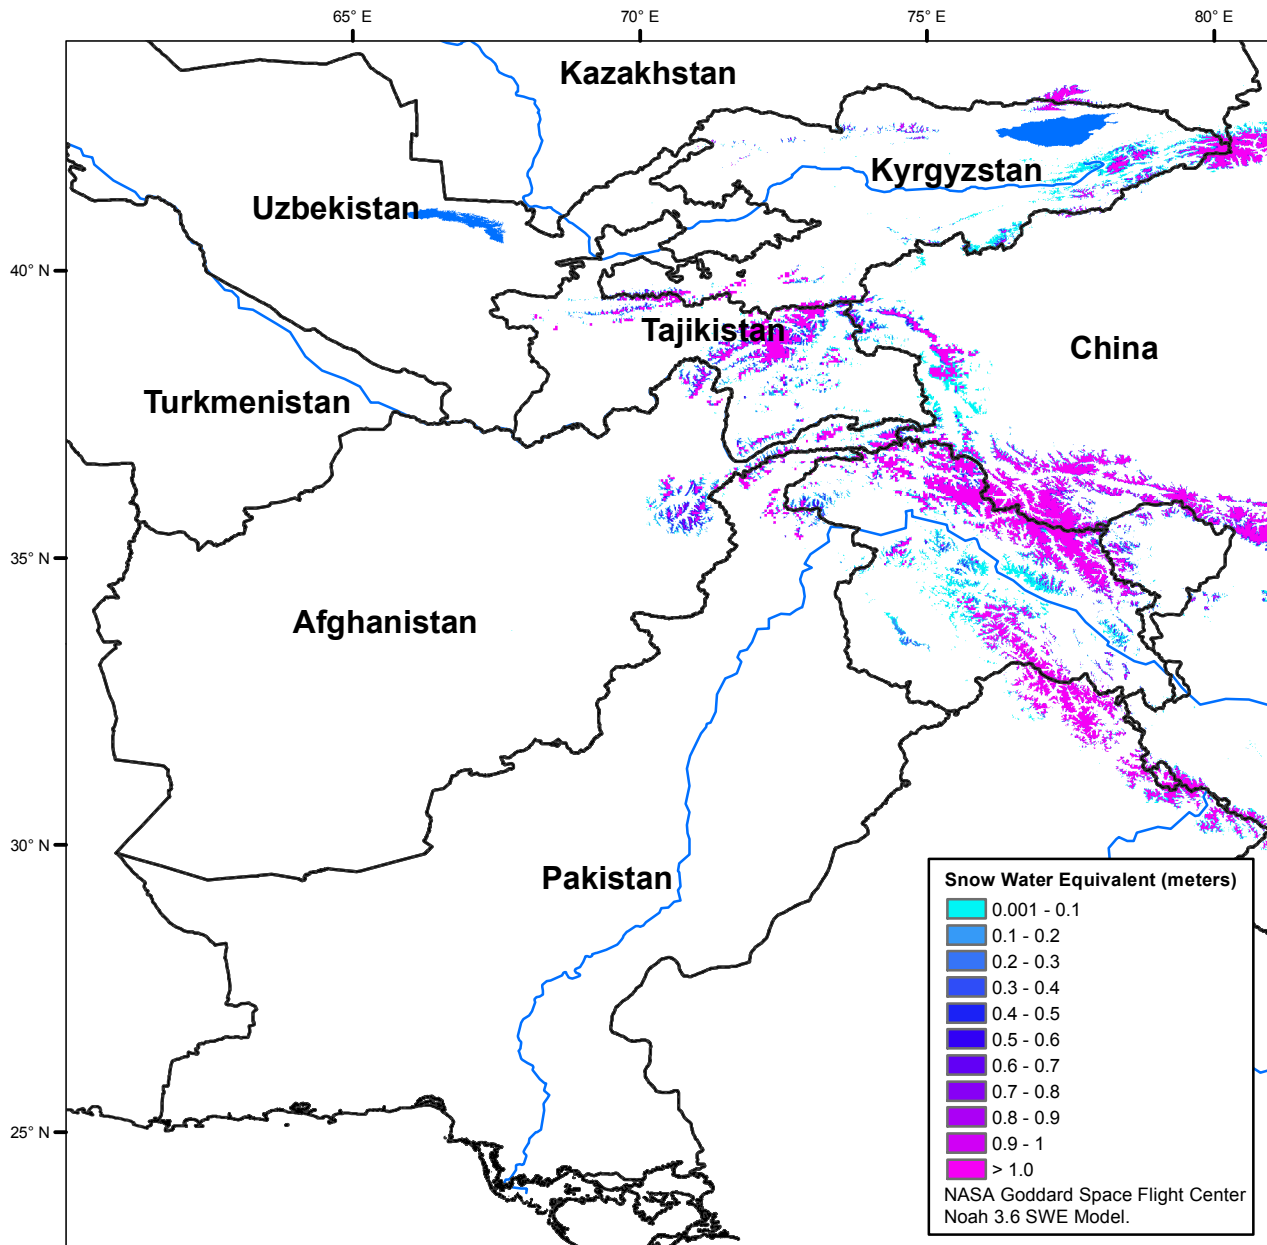 65° E
70° E
75° E
80° E
Kazakhstan
Kyrgyzstan
Uzbekistan
40° N
Tajikistan
China
Turkmenistan
35° N
Afghanistan
30° N
Pakistan
25° N
Snow Water Equivalent (meters)
0.001 - 0.1
0.1 - 0.2
0.2 - 0.3
0.3 - 0.4
0.4 - 0.5
0.5 - 0.6
0.6 - 0.7
0.7 - 0.8
0.8 - 0.9
0.9 - 1
> 1.0
NASA Goddard Space Flight Center
Noah 3.6 SWE Model.